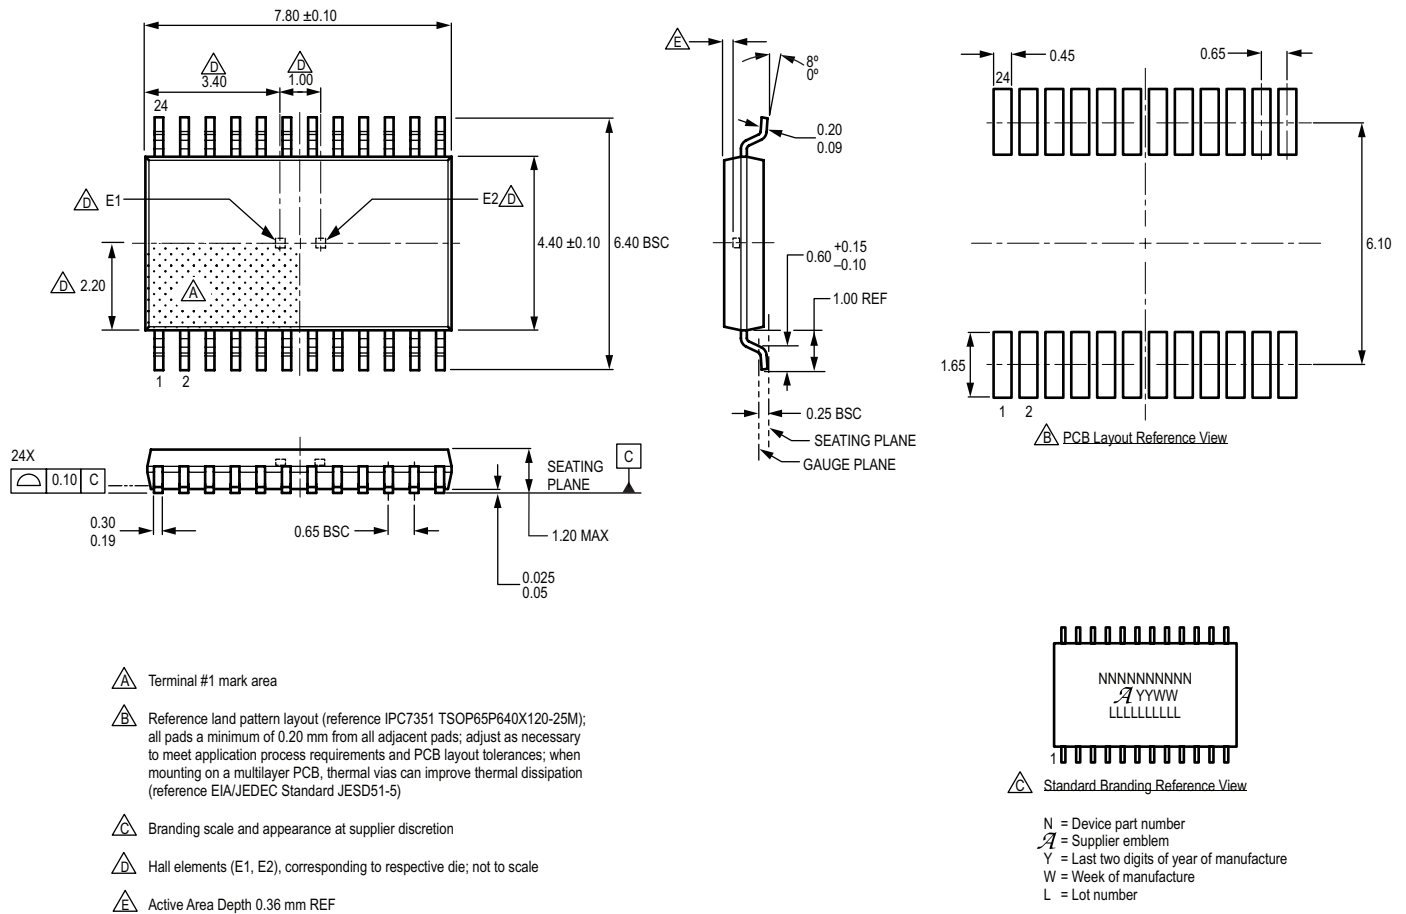 7.80 ±0.10
D
3.40
D
1.00
24
D E1
E2 D
4.40 ±0.10
6.40 BSC
D 2.20
A
1 2
E
8º
0º
0.20
0.09
0.60 +0.15
–0.10
1.00 REF
0.25 BSC
SEATING PLANE
GAUGE PLANE
0.45
0.65
24
6.10
1.65
1 2
B PCB Layout Reference View
24X
0.10 C
SEATING
PLANE
C
0.30
0.19
0.65 BSC
1.20 MAX
0.025
0.05
A Terminal #1 mark area
B Reference land pattern layout (reference IPC7351 TSOP65P640X120-25M);
all pads a minimum of 0.20 mm from all adjacent pads; adjust as necessary
to meet application process requirements and PCB layout tolerances; when
mounting on a multilayer PCB, thermal vias can improve thermal dissipation
(reference EIA/JEDEC Standard JESD51-5)
C Branding scale and appearance at supplier discretion
D Hall elements (E1, E2), corresponding to respective die; not to scale
E Active Area Depth 0.36 mm REF
NNNNNNNNNN
A YYWW
LLLLLLLLLL
1
C Standard Branding Reference View
N = Device part number
A = Supplier emblem
Y = Last two digits of year of manufacture
W = Week of manufacture
L = Lot number